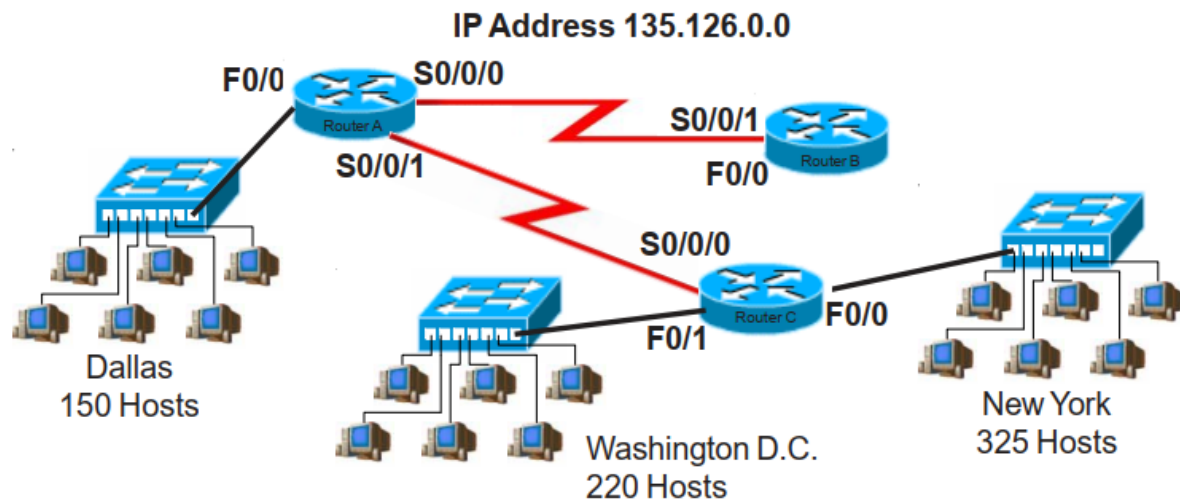 IP Address 135.126.0.0
F0/0
S0/0/0
Router A
S0/0/1
S0/0/1
Router B
F0/0
S0/0/0
Router C
F0/1
F0/0
Dallas
150 Hosts
Washington D.C.
220 Hosts
New York
325 Hosts